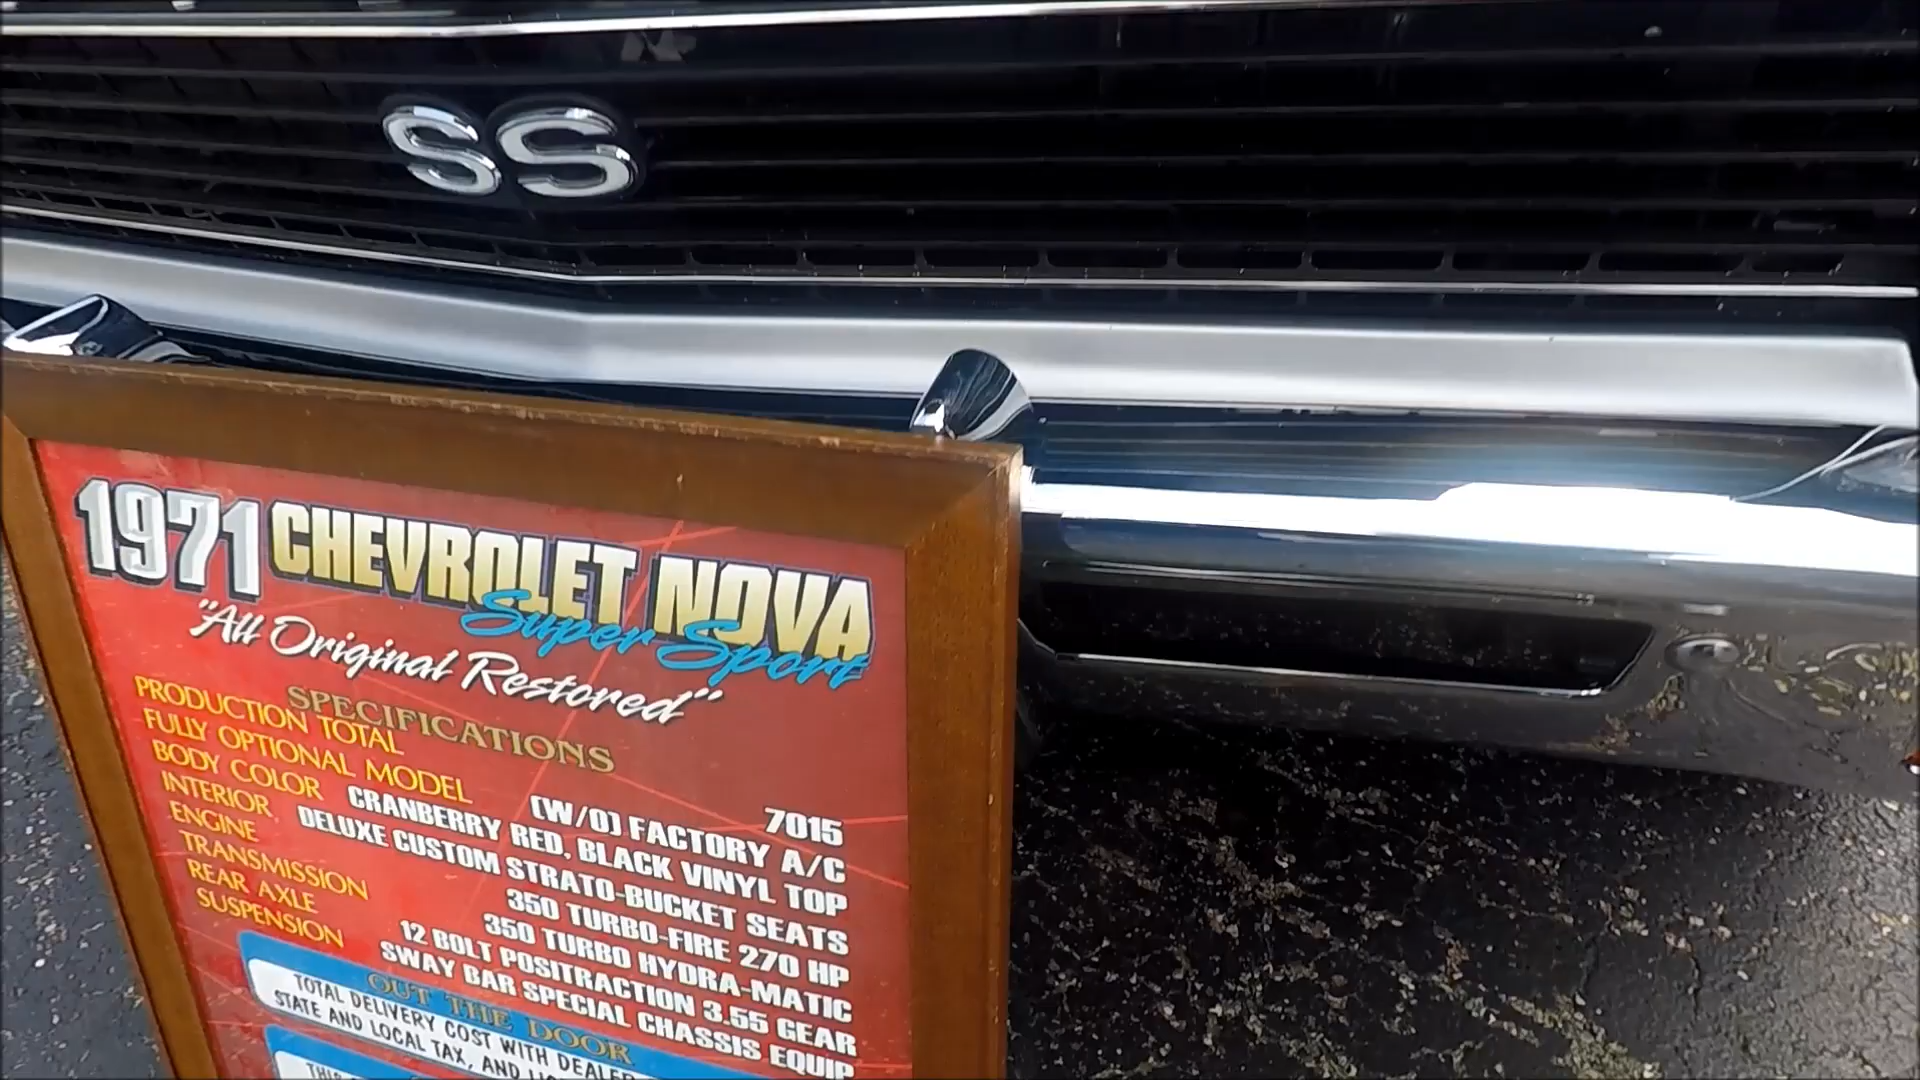 SS
1971 CHEVROLET NOVA
Super Sport
"All Original Restored"
SPECIFICATIONS
PRODUCTION TOTAL 7015
FULLY OPTIONAL MODEL (W/O) FACTORY A/C
BODY COLOR CRANBERRY RED, BLACK VINYL TOP
INTERIOR DELUXE CUSTOM STRATO-BUCKET SEATS
ENGINE 350 TURBO-FIRE 270 HP
TRANSMISSION 350 TURBO HYDRA-MATIC
REAR AXLE 12 BOLT POSITRACTION 3.55 GEAR
SUSPENSION SWAY BAR SPECIAL CHASSIS EQUIP
OUT THE DOOR
TOTAL DELIVERY COST WITH DEALER
STATE AND LOCAL TAX, AND